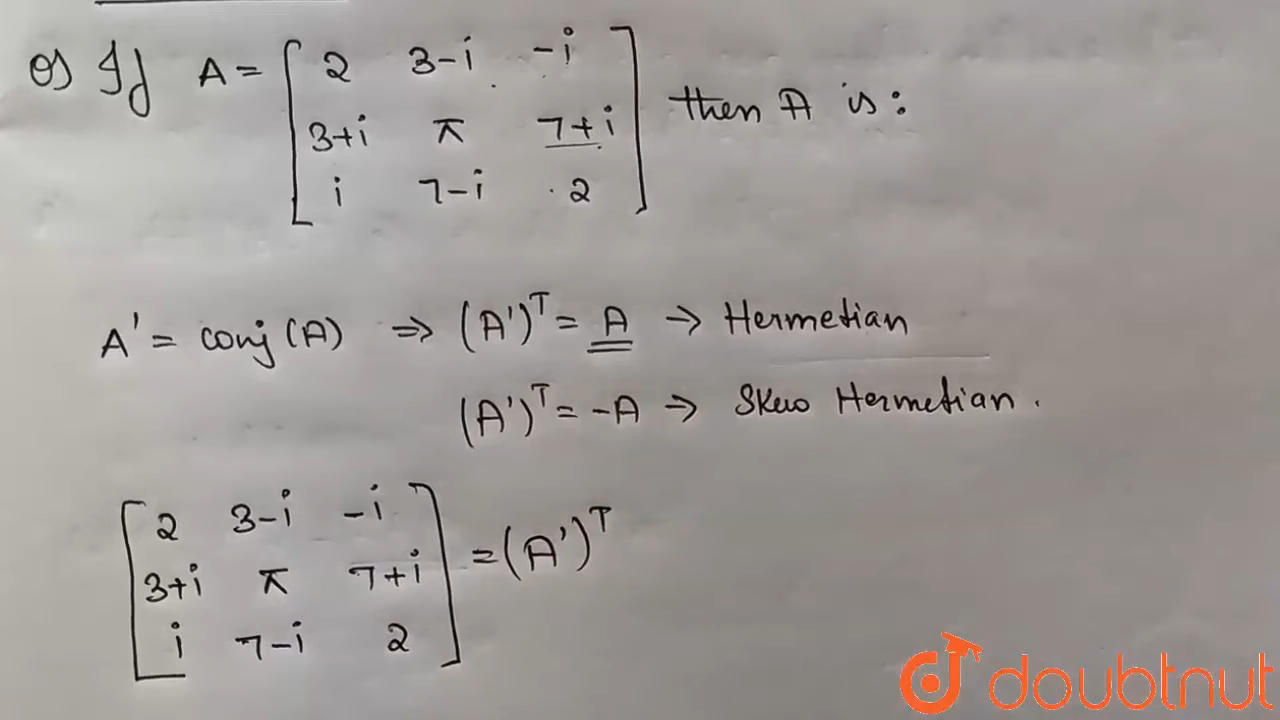 Q) If A = [ 2 3-i -i
3+i π 7+i
i 7-i 2 ] then A is:
A' = conj(A) ⇒ (A')ᵀ = A → Hermetian
(A')ᵀ = -A → Skew Hermetian.
[ 2 3-i -i
3+i π 7+i
i 7-i 2 ] = (A')ᵀ
doubtnut